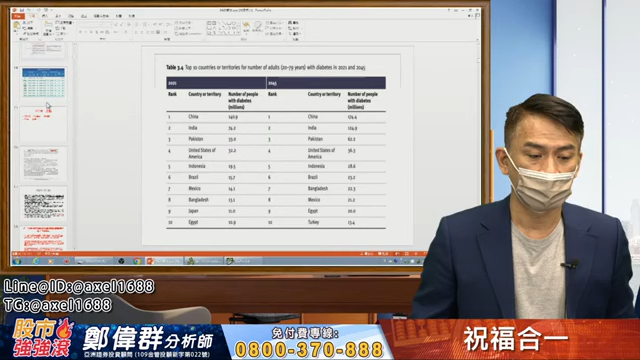 Table 3.4 Top 10 countries or territories for number of adults (20–79 years) with diabetes in 2021 and 2045
2021 2045
Rank Country or territory Number of people with diabetes (millions) Rank Country or territory Number of people with diabetes (millions)
1 China 140.9 1 China 174.4
2 India 74.2 2 India 124.9
3 Pakistan 33.0 3 Pakistan 62.2
4 United States of America 32.2 4 United States of America 36.3
5 Indonesia 19.5 5 Indonesia 28.6
6 Brazil 15.7 6 Brazil 23.2
7 Mexico 14.1 7 Bangladesh 22.3
8 Bangladesh 13.1 8 Mexico 21.2
9 Japan 11.0 9 Egypt 20.0
10 Egypt 10.9 10 Turkey 13.4
Line@ID:@axel1688
TG:@axel1688
股市
強強滾
鄭偉群分析師
亞洲證券投資顧問 (109金管投顧新字第022號)
免付費專線:
0800-370-888
祝福合一